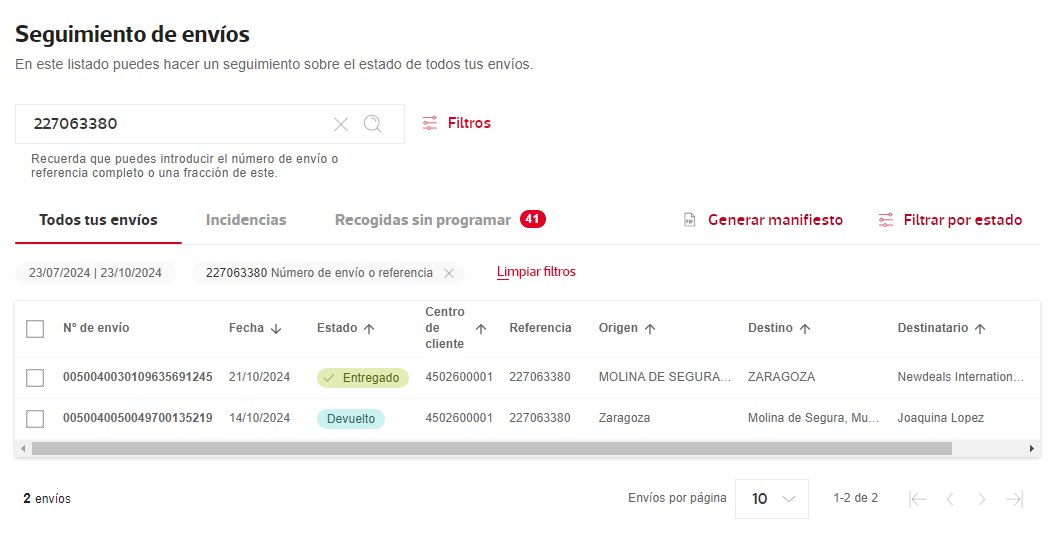 Seguimiento de envíos
En este listado puedes hacer un seguimiento sobre el estado de todos tus envíos.
227063380
Filtros
Recuerda que puedes introducir el número de envío o
referencia completo o una fracción de este.
Todos tus envíos Incidencias Recogidas sin programar 41 Generar manifiesto Filtrar por estado
23/07/2024 | 23/10/2024 227063380 Número de envío o referencia Limpiar filtros
Nº de envío Fecha Estado Centro de cliente Referencia Origen Destino Destinatario
0050040030109635691245 21/10/2024 Entregado 4502600001 227063380 MOLINA DE SEGURA... ZARAGOZA Newdeals Internation...
0050040050049700135219 14/10/2024 Devuelto 4502600001 227063380 Zaragoza Molina de Segura, Mu... Joaquina Lopez
2 envíos Envíos por página 10 1-2 de 2